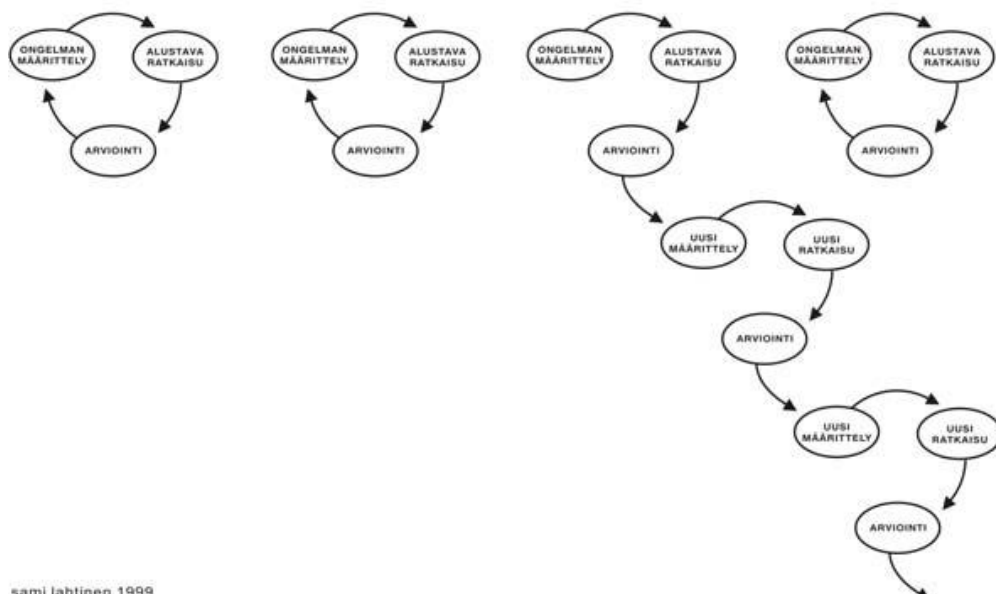 ONGELMAN
MÄÄRITTELY
ALUSTAVA
RATKAISU
ARVIOINTI
ONGELMAN
MÄÄRITTELY
ALUSTAVA
RATKAISU
ARVIOINTI
ONGELMAN
MÄÄRITTELY
ALUSTAVA
RATKAISU
ARVIOINTI
ONGELMAN
MÄÄRITTELY
ALUSTAVA
RATKAISU
ARVIOINTI
UUSI
MÄÄRITTELY
UUSI
RATKAISU
ARVIOINTI
UUSI
MÄÄRITTELY
UUSI
RATKAISU
ARVIOINTI
sami lahtinen 1999